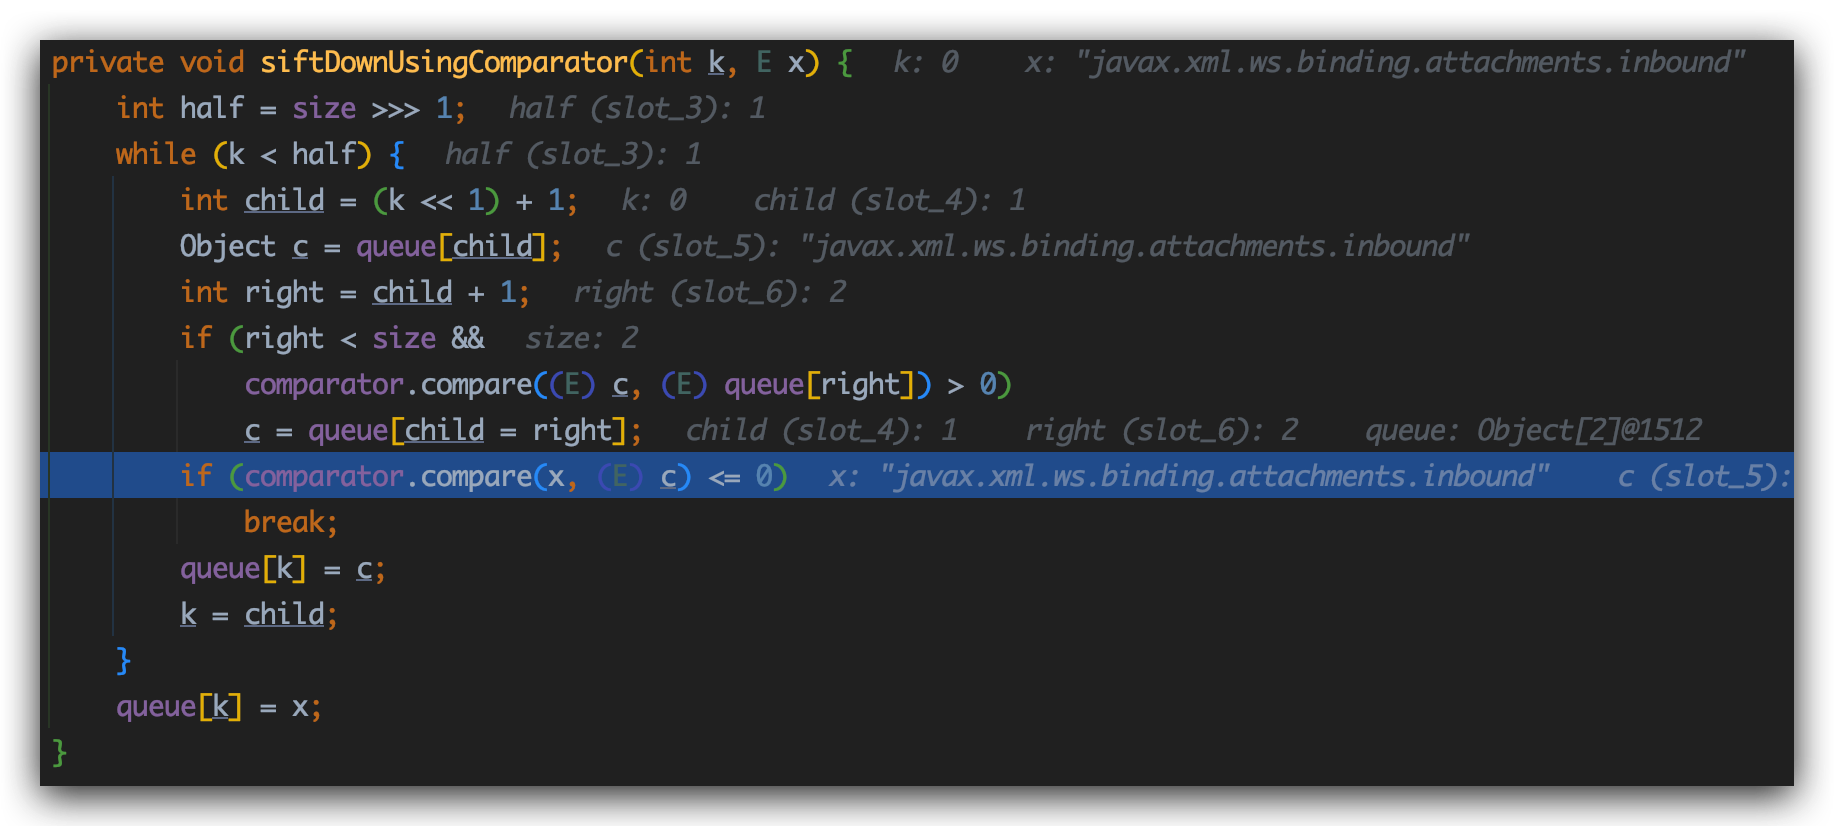 private void siftDownUsingComparator(int k, E x) {   k: 0    x: "javax.xml.ws.binding.attachments.inbound"
    int half = size >>> 1;   half (slot_3): 1
    while (k < half) {   half (slot_3): 1
        int child = (k << 1) + 1;   k: 0    child (slot_4): 1
        Object c = queue[child];   c (slot_5): "javax.xml.ws.binding.attachments.inbound"
        int right = child + 1;   right (slot_6): 2
        if (right < size &&   size: 2
            comparator.compare((E) c, (E) queue[right]) > 0)
            c = queue[child = right];   child (slot_4): 1    right (slot_6): 2    queue: Object[2]@1512
        if (comparator.compare(x, (E) c) <= 0)   x: "javax.xml.ws.binding.attachments.inbound"    c (slot_5):
            break;
        queue[k] = c;
        k = child;
    }
    queue[k] = x;
}